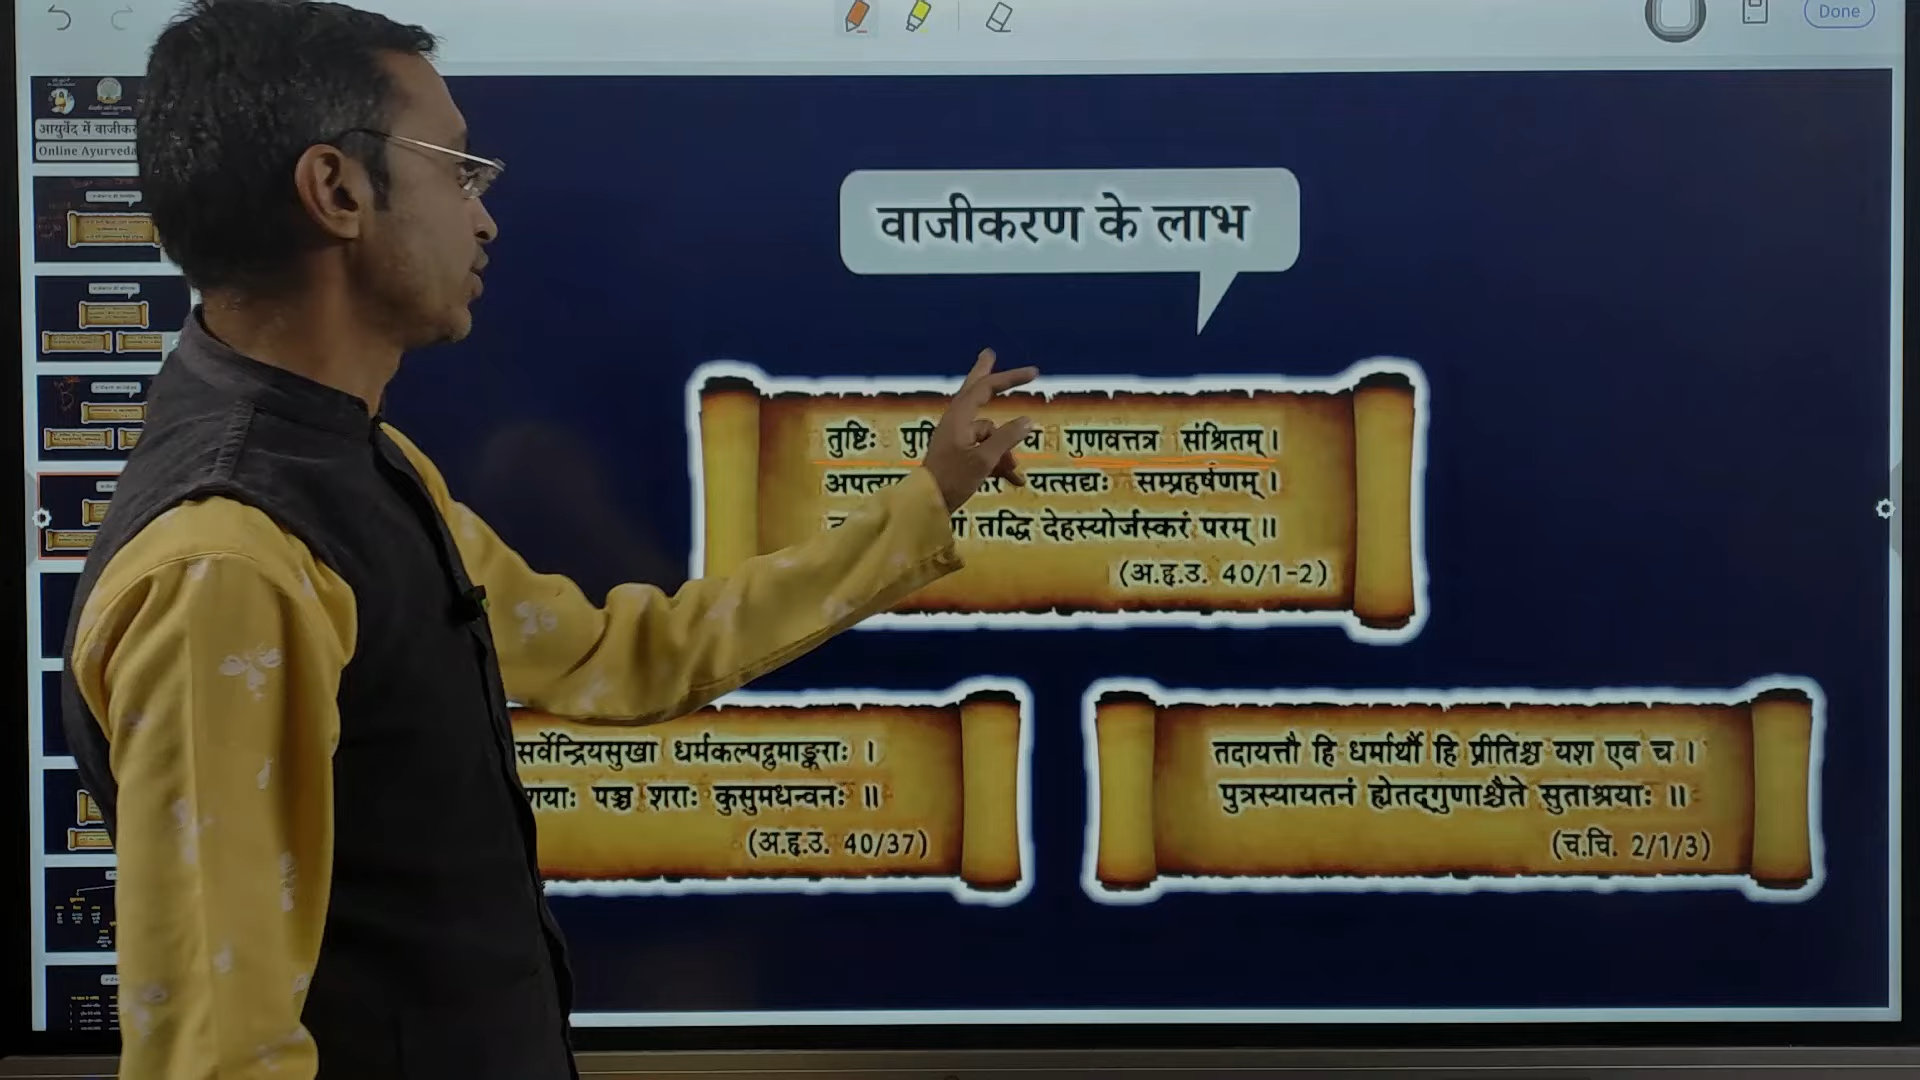 Done
आयुर्वेद में
Online Ayurveda
वाजीकरण के लाभ
तुष्टिः च गुणवत्तत्र संश्रितम् ।
यत्सद्यः सम्प्रहर्षणम् ।
तद्धि देहस्योर्जस्करं परम् ॥
(अ.हृ.उ. 40/1-2)
सर्वेन्द्रियसुखा धर्मकल्पद्रुमाङ्कुराः ।
पञ्च शराः कुसुमधन्वनः ॥
(अ.हृ.उ. 40/37)
तदायत्तौ हि धर्मार्थौ हि प्रीतिश्च यश एव च ।
पुत्रस्यायतनं ह्येतद्गुणाश्चैते सुताश्रयाः ॥
(च.चि. 2/1/3)